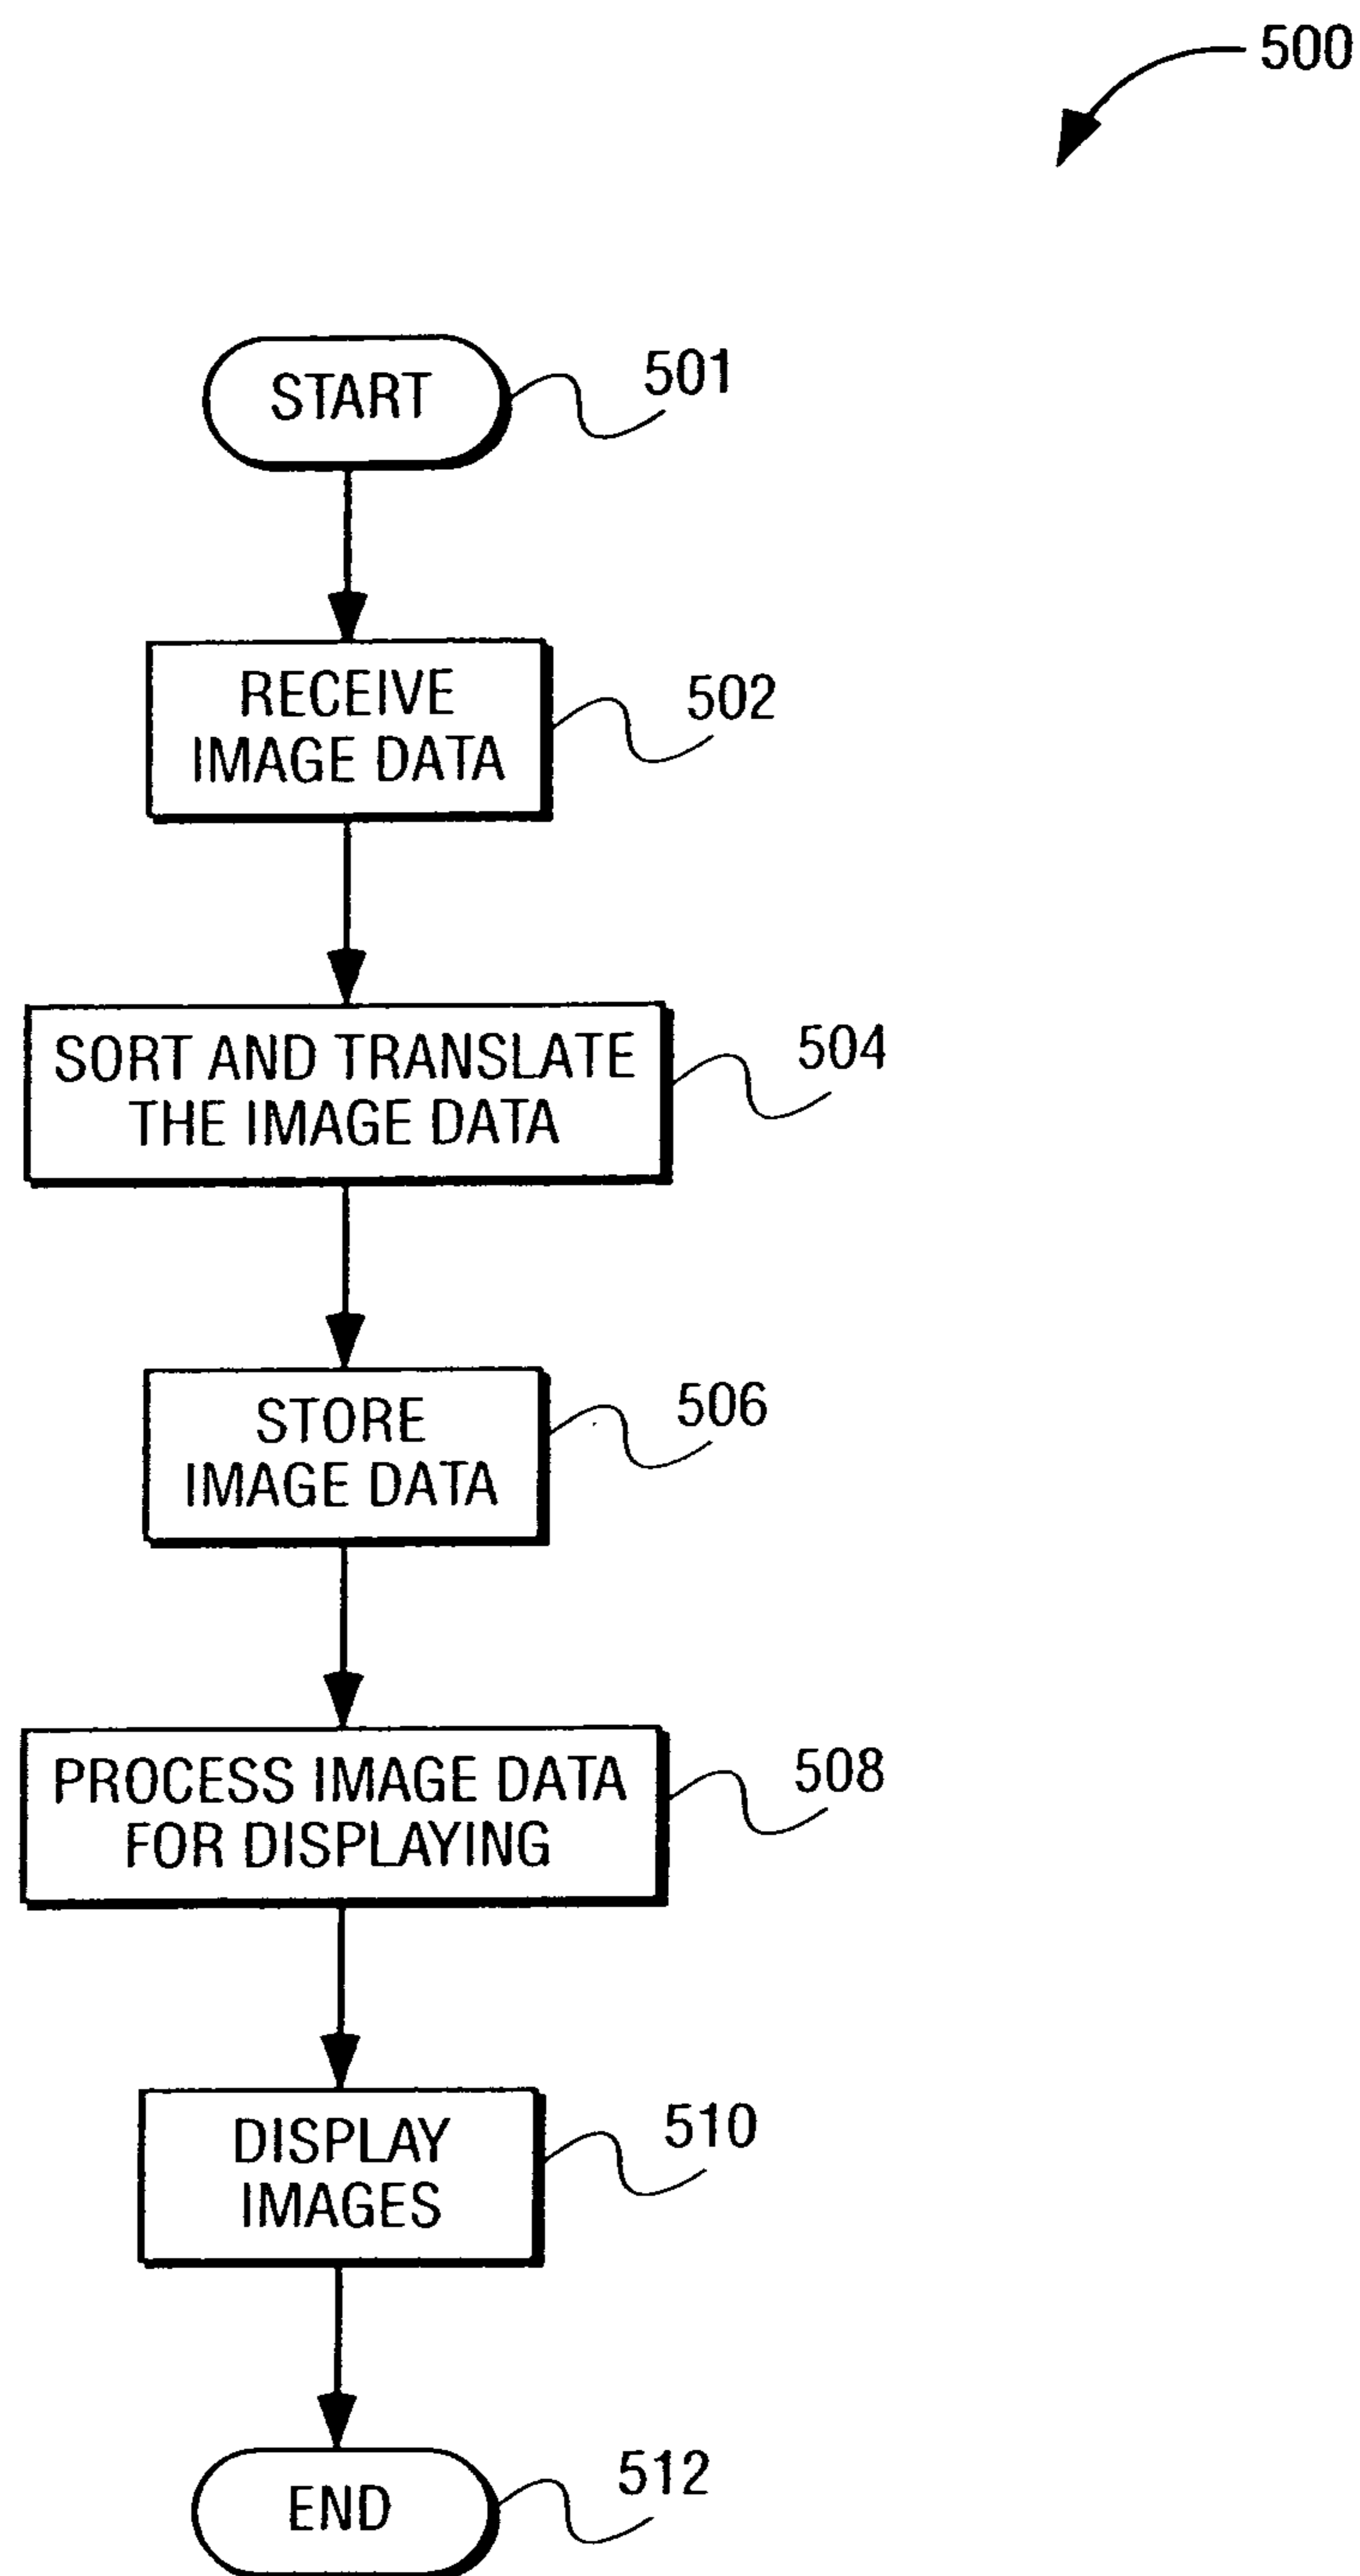 500
START
501
RECEIVE
IMAGE DATA
502
SORT AND TRANSLATE
THE IMAGE DATA
504
STORE
IMAGE DATA
506
PROCESS IMAGE DATA
FOR DISPLAYING
508
DISPLAY
IMAGES
510
END
512